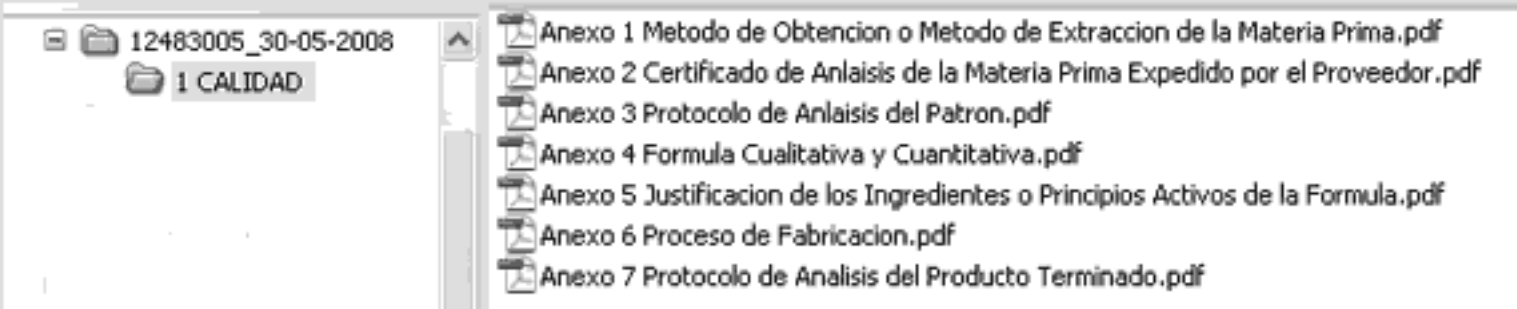 12483005_30-05-2008
1 CALIDAD
Anexo 1 Metodo de Obtencion o Metodo de Extraccion de la Materia Prima.pdf
Anexo 2 Certificado de Anlaisis de la Materia Prima Expedido por el Proveedor.pdf
Anexo 3 Protocolo de Anlaisis del Patron.pdf
Anexo 4 Formula Cualitativa y Cuantitativa.pdf
Anexo 5 Justificacion de los Ingredientes o Principios Activos de la Formula.pdf
Anexo 6 Proceso de Fabricacion.pdf
Anexo 7 Protocolo de Analisis del Producto Terminado.pdf